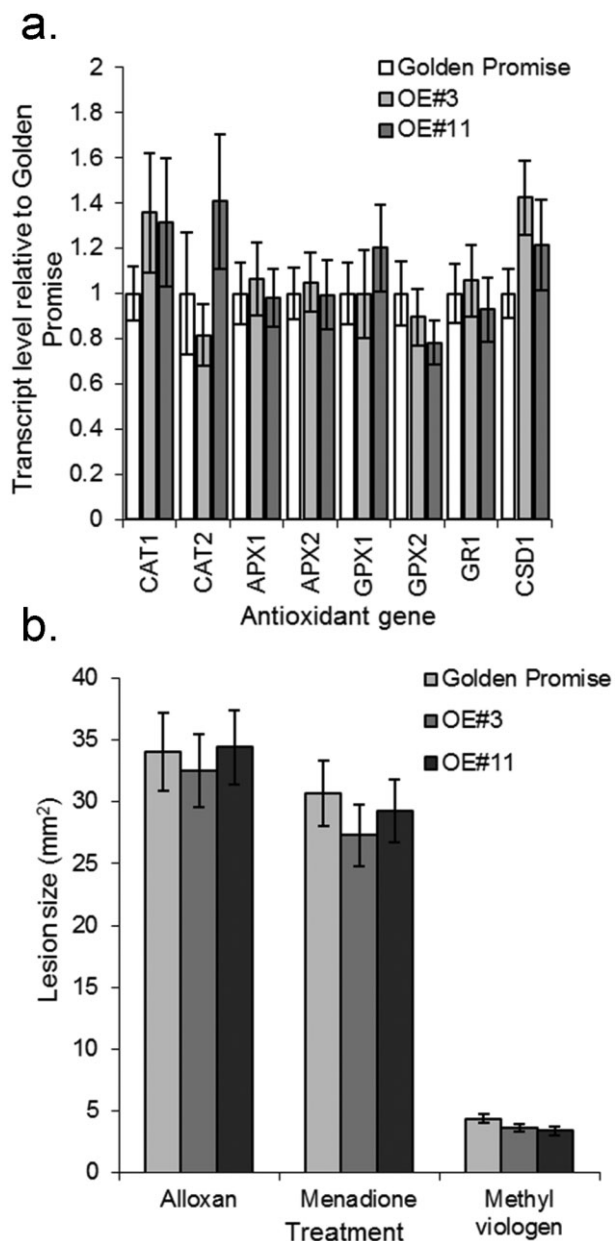 a.
Transcript level relative to Golden
Promise
2
1.8
1.6
1.4
1.2
1
0.8
0.6
0.4
0.2
0
Golden Promise
OE#3
OE#11
CAT1
CAT2
APX1
APX2
GPX1
GPX2
GR1
CSD1
Antioxidant gene
b.
Lesion size (mm²)
40
35
30
25
20
15
10
5
0
Golden Promise
OE#3
OE#11
Alloxan
Menadione
Methyl
viologen
Treatment